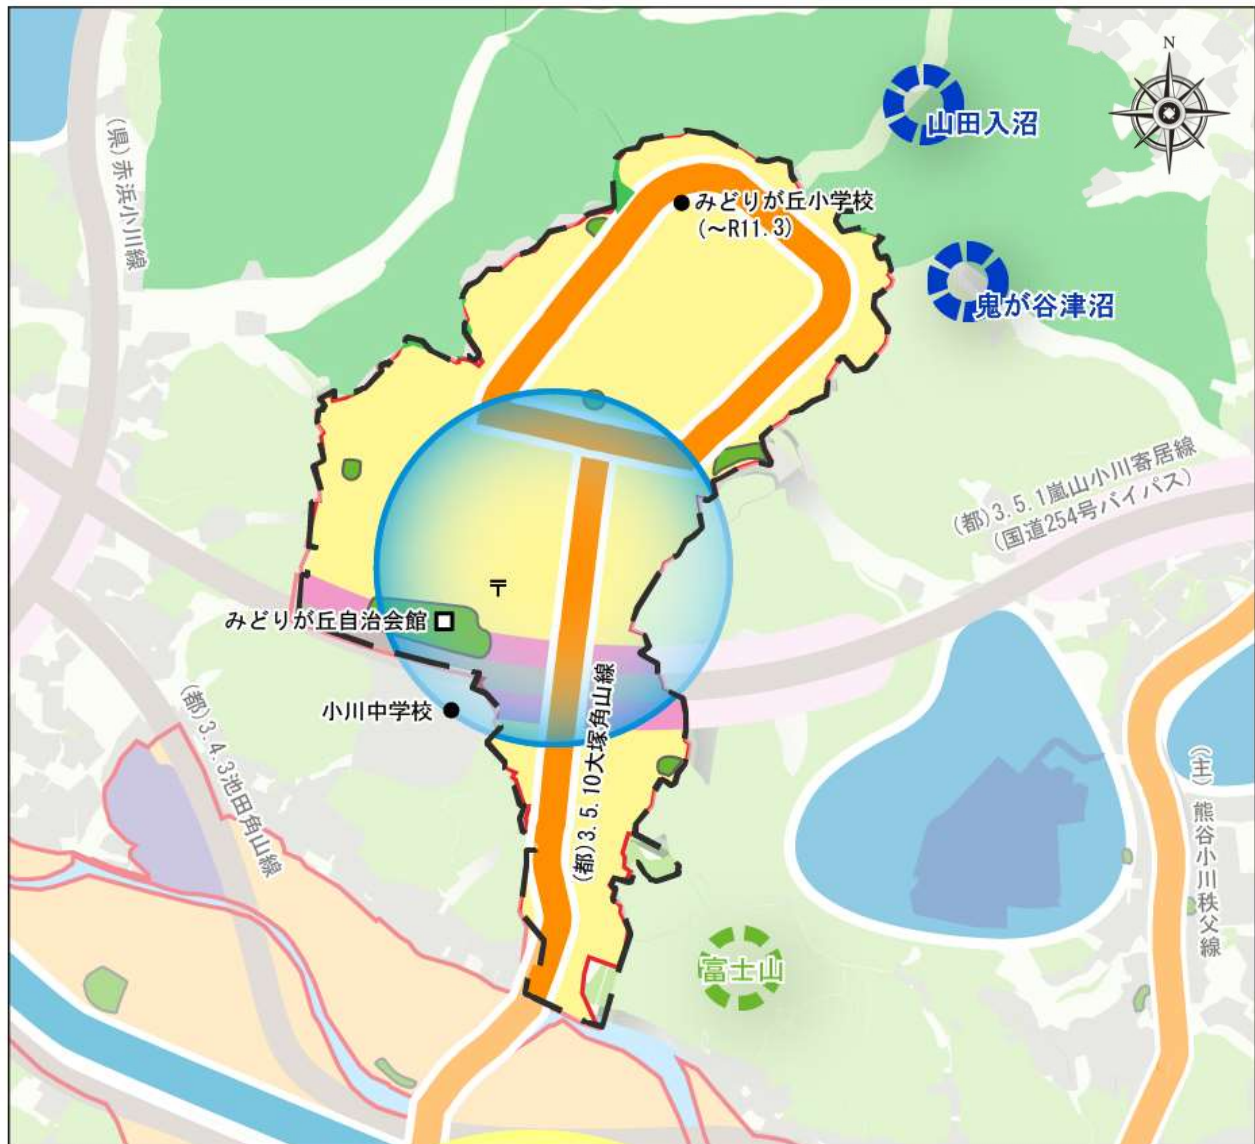 N
山田入沼
(県)赤浜小川線
みどりが丘小学校
(～R11.3)
鬼が谷津沼
(都)3.5.1嵐山小川寄居線
(国道254号バイパス)
〒
みどりが丘自治会館
小川中学校
(都)3.4.3池田角山線
(都)3.5.10大塚角山線
(主)熊谷小川秩父線
富士山